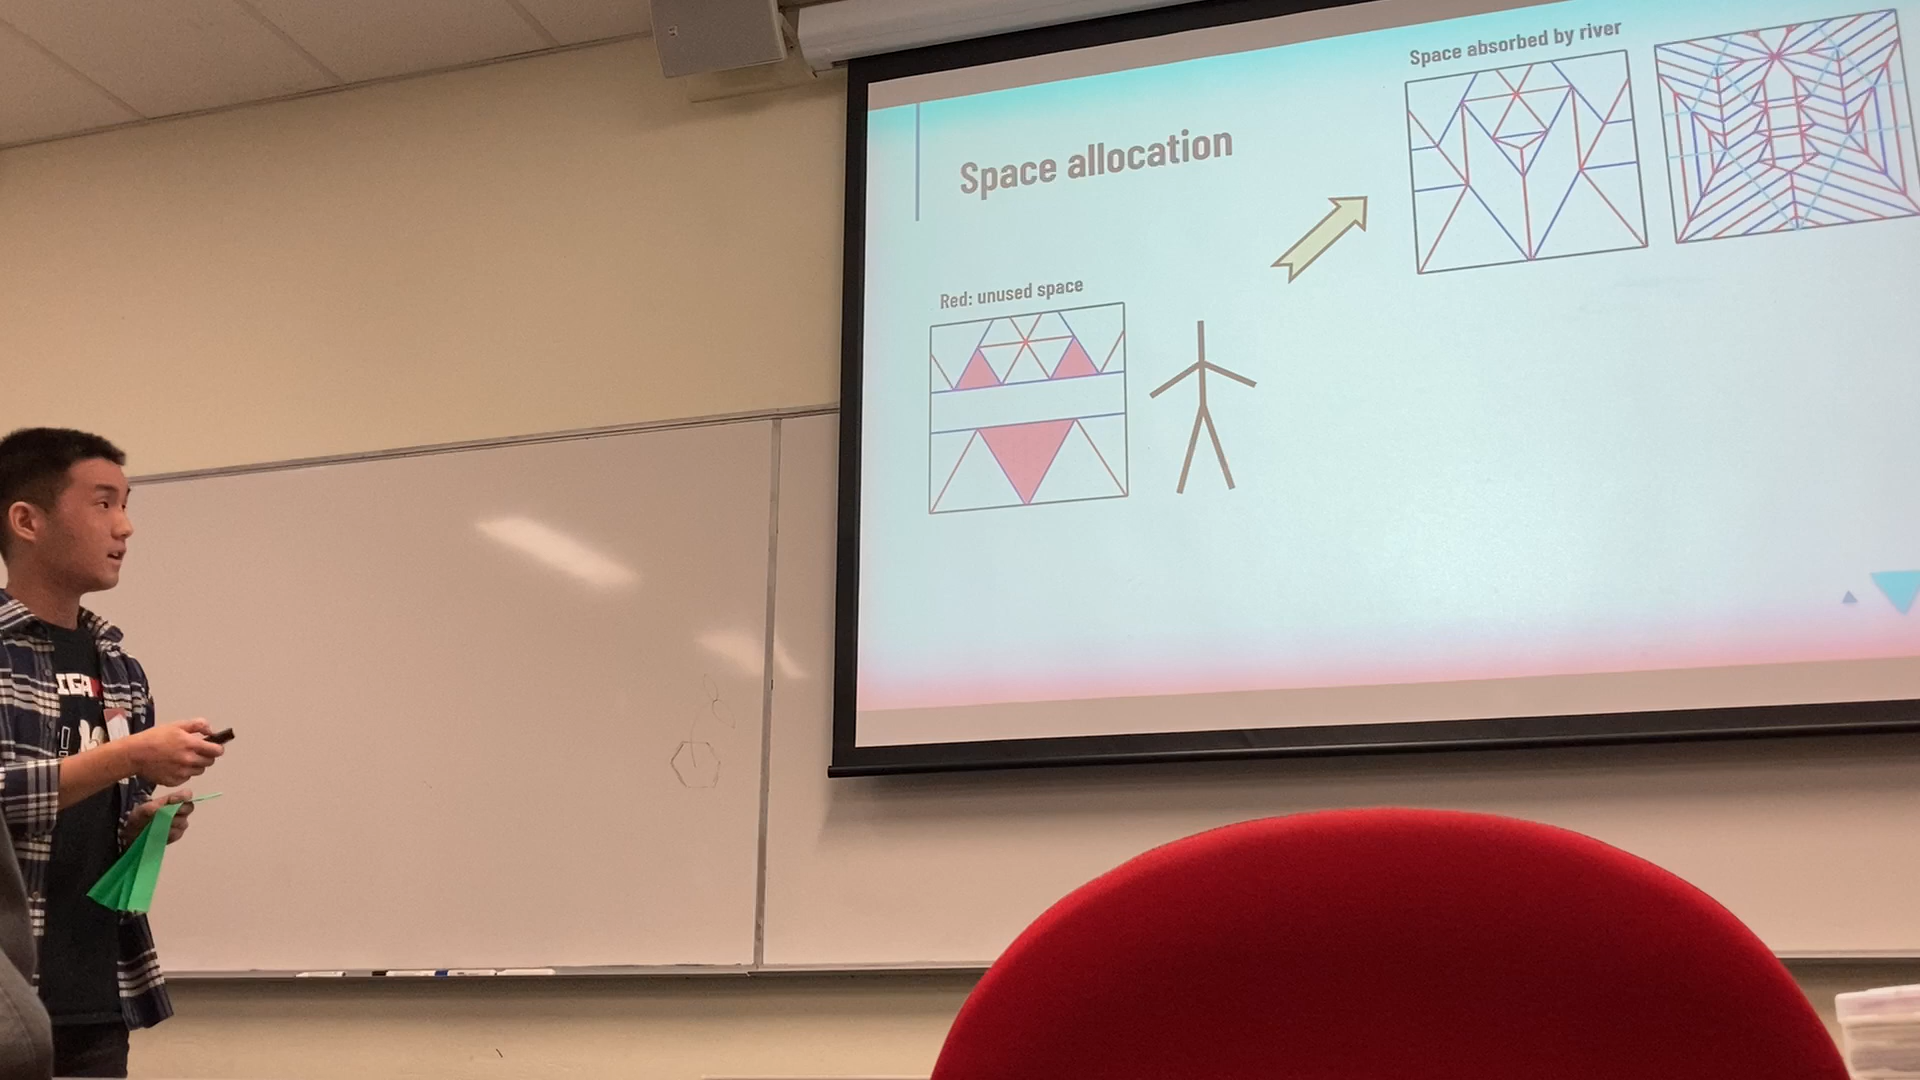 Space absorbed by river
Space allocation
Red: unused space